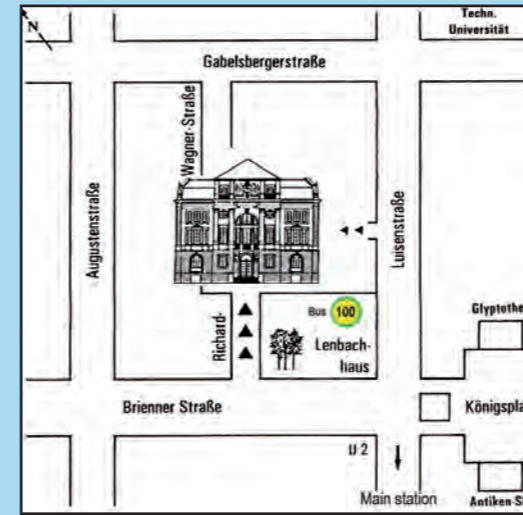 N
Techn.
Universität
Gabelsbergerstraße
Wagner-Straße
Augustenstraße
Luisenstraße
Bus 100
Richard-
Lenbach-
haus
Glyptothe
Brienner Straße
Königspla
U 2
Main station
Antiken-S